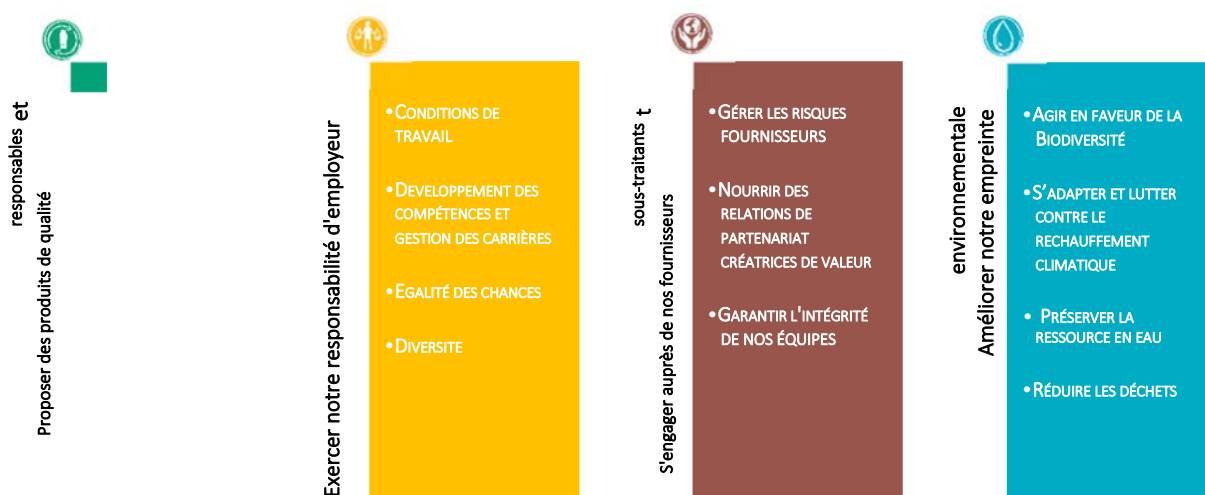 responsables et
Proposer des produits de qualité
Exercer notre responsabilité d'employeur
•CONDITIONS DE
TRAVAIL
•DEVELOPPEMENT DES
COMPÉTENCES ET
GESTION DES CARRIÈRES
•EGALITÉ DES CHANCES
•DIVERSITE
sous-traitants t
S'engager auprès de nos fournisseurs
•GÉRER LES RISQUES
FOURNISSEURS
•NOURRIR DES
RELATIONS DE
PARTENARIAT
CRÉATRICES DE VALEUR
•GARANTIR L'INTÉGRITÉ
DE NOS ÉQUIPES
environnementale
Améliorer notre empreinte
•AGIR EN FAVEUR DE LA
BIODIVERSITÉ
•S'ADAPTER ET LUTTER
CONTRE LE
RECHAUFFEMENT
CLIMATIQUE
• PRÉSERVER LA
RESSOURCE EN EAU
•RÉDUIRE LES DÉCHETS